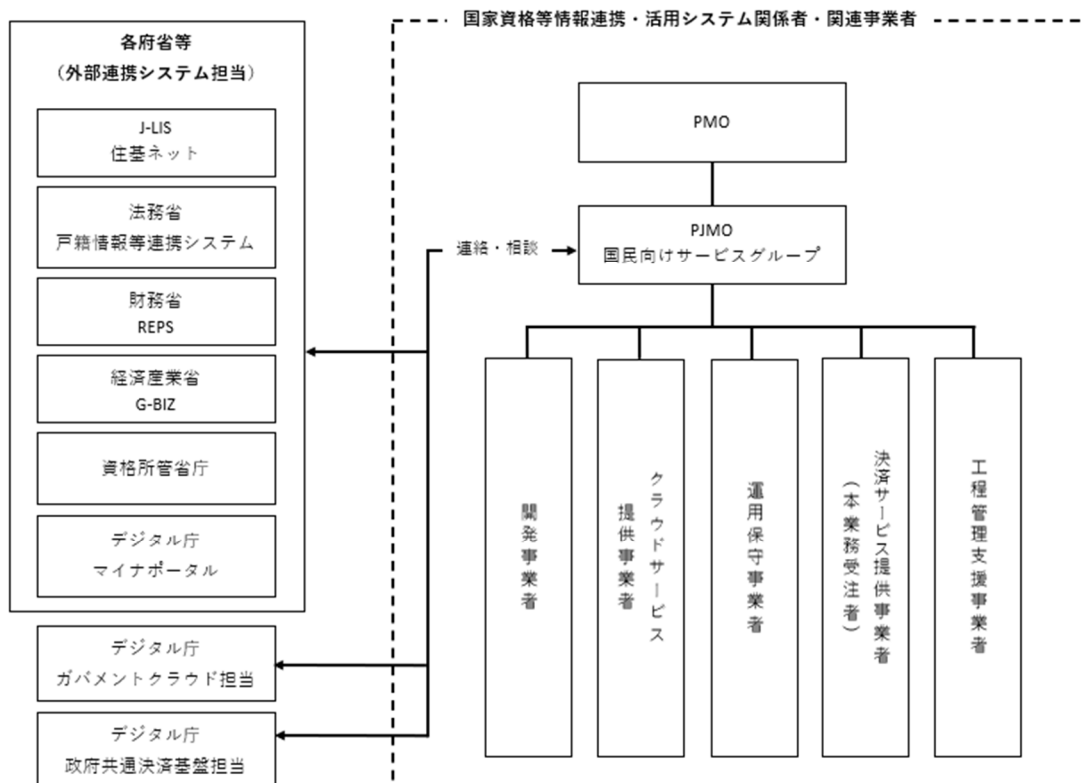 国家資格等情報連携・活用システム関係者・関連事業者
各府省等
（外部連携システム担当）
J-LIS
住基ネット
法務省
戸籍情報等連携システム
財務省
REPS
経済産業省
G-BIZ
資格所管省庁
デジタル庁
マイナポータル
デジタル庁
ガバメントクラウド担当
デジタル庁
政府共通決済基盤担当
連絡・相談
PMO
PJMO
国民向けサービスグループ
開発事業者
クラウドサービス
提供事業者
運用保守事業者
決済サービス提供事業者
（本業務受注者）
工程管理支援事業者